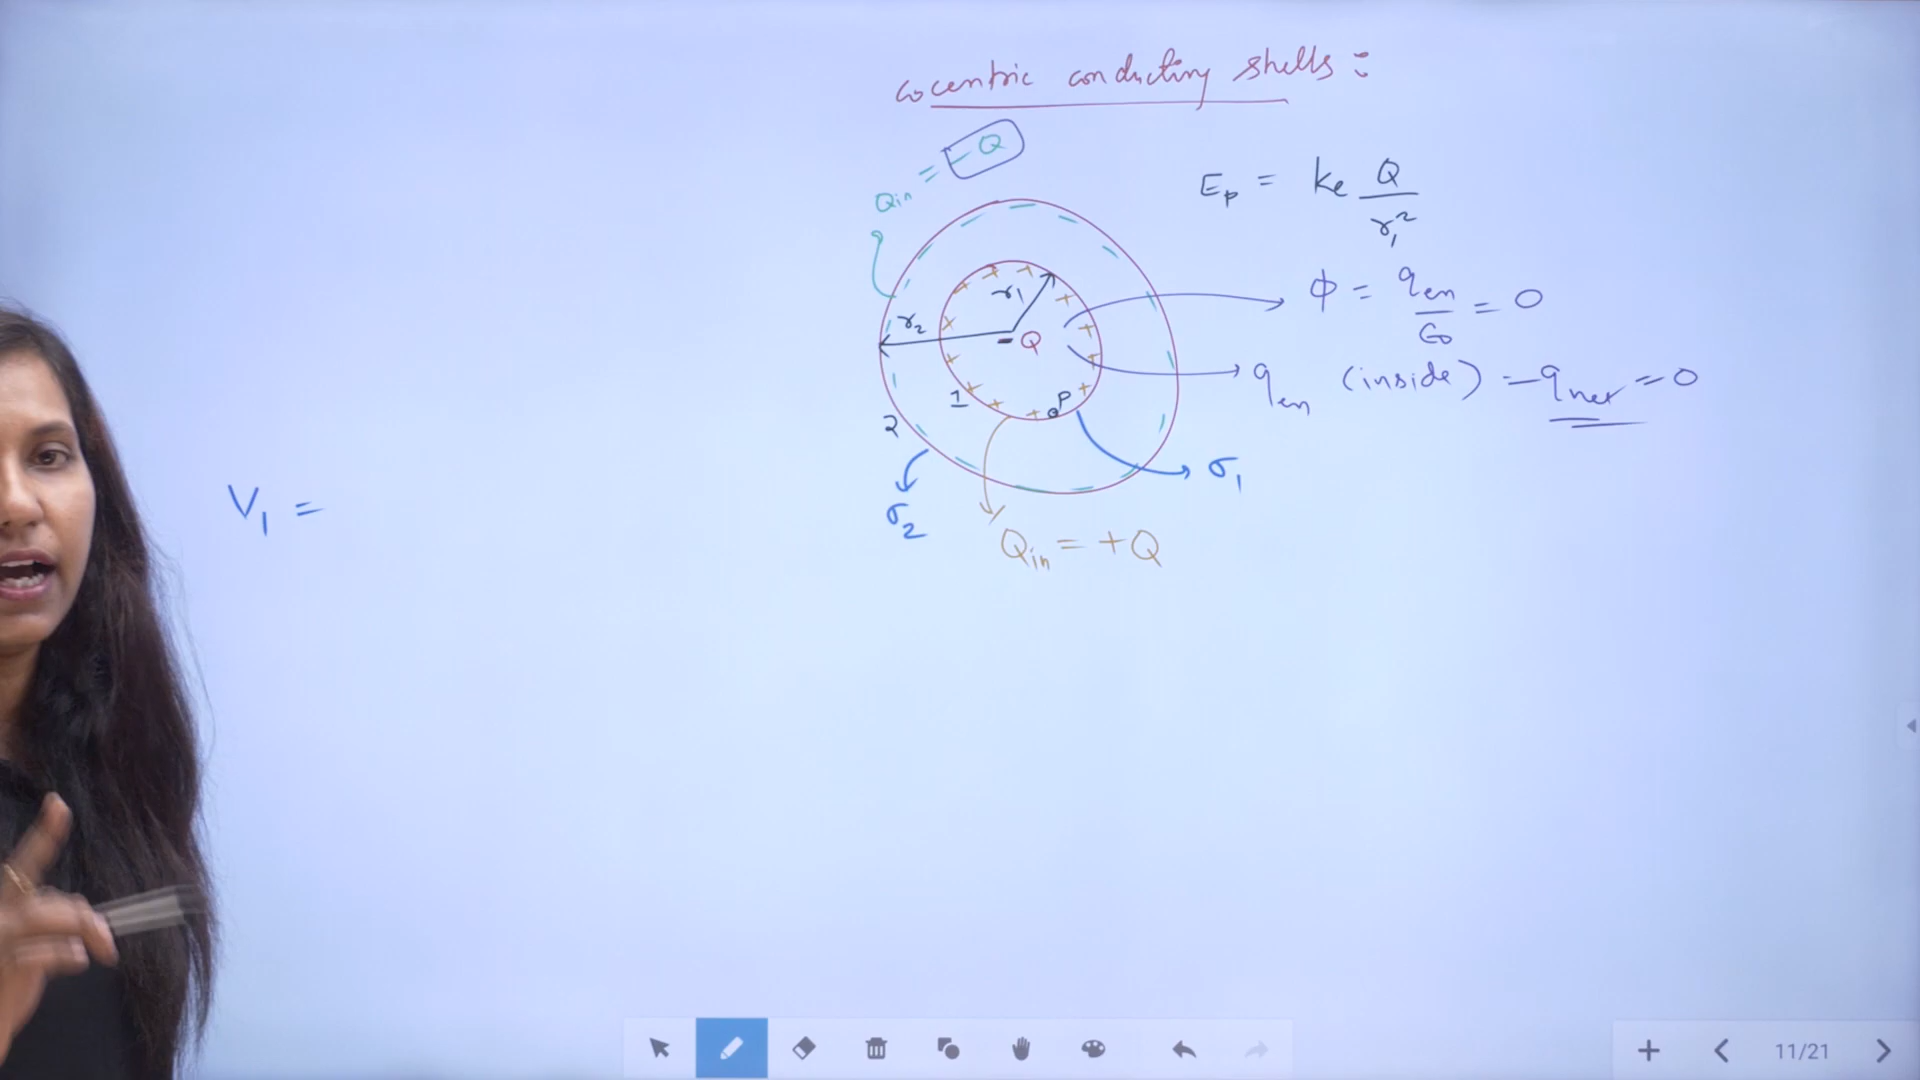 cocentric conducting shells :
Qin = - Q
Ep = ke Q / r₁²
ϕ = qen / ϵ₀ = 0
r₁
r₂
- Q
qen (inside) = qnet = 0
1
P
2
σ₁
σ₂
V₁ =
Qin = + Q
11/21